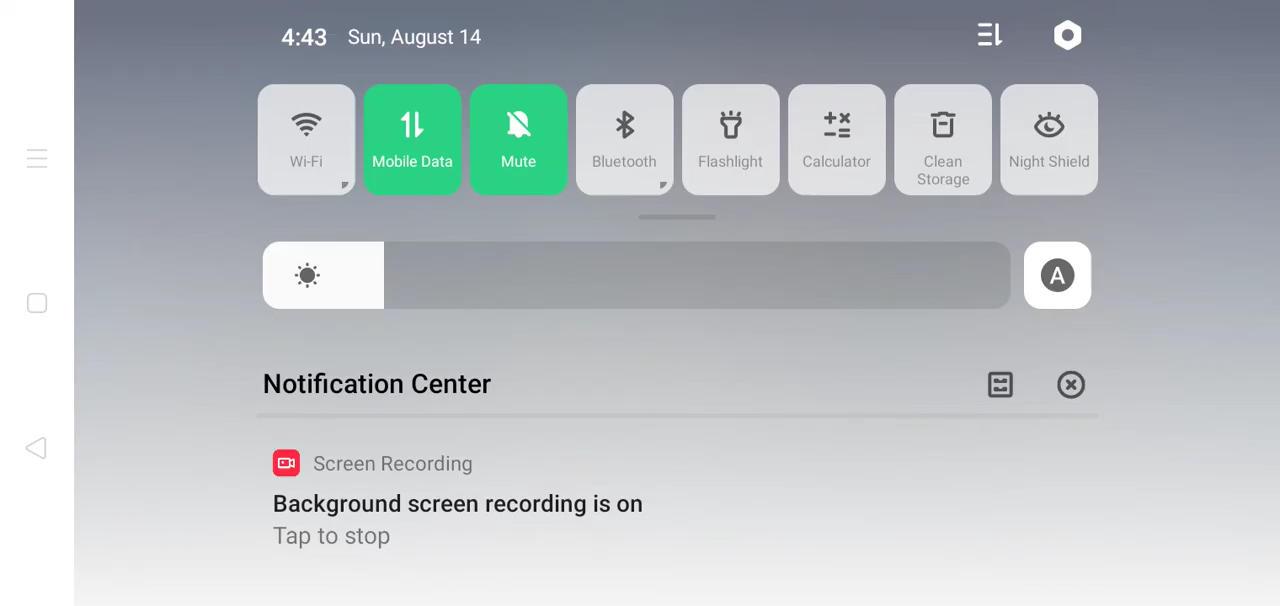 4:43 Sun, August 14
Wi-Fi
Mobile Data
Mute
Bluetooth
Flashlight
Calculator
Clean
Storage
Night Shield
A
Notification Center
Screen Recording
Background screen recording is on
Tap to stop